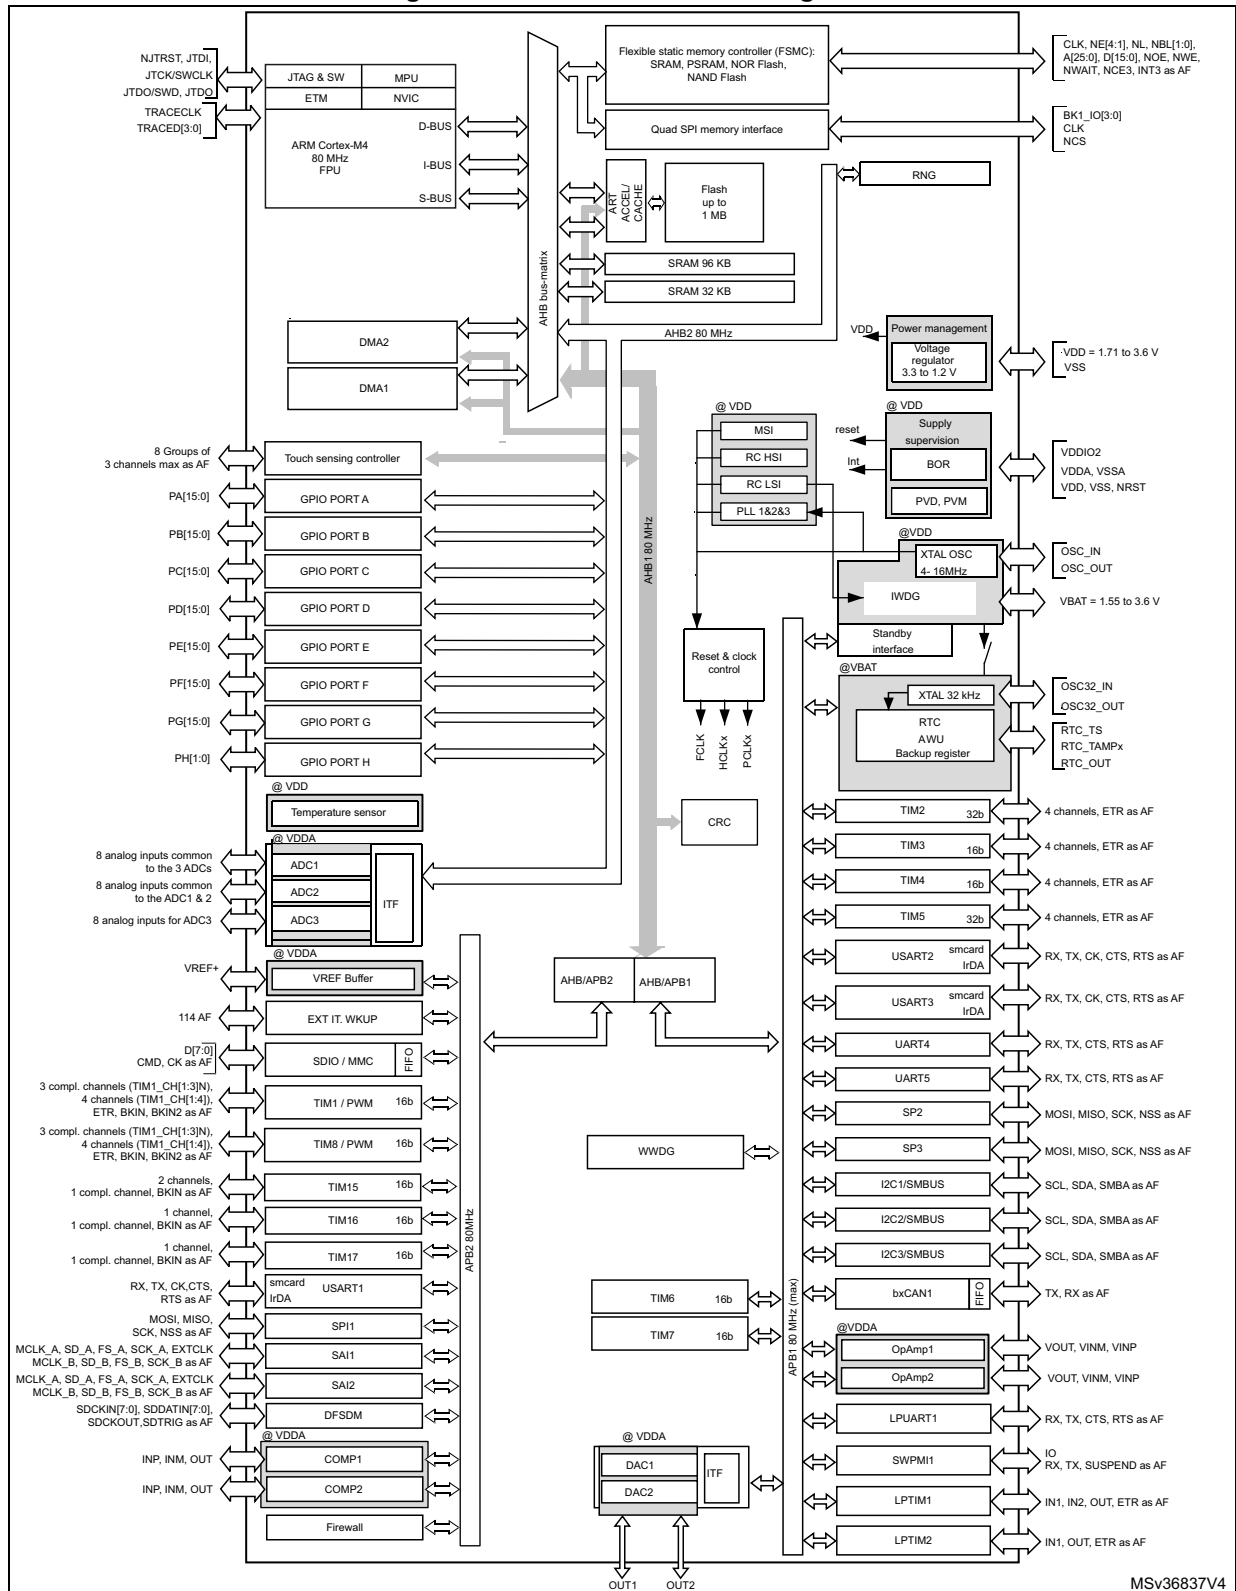 NJTRST, JTDI,
JTCK/SWCLK
JTDO/SWD, JTDO
TRACECLK
TRACED[3:0]
JTAG & SW
MPU
ETM
NVIC
ARM Cortex-M4
80 MHz
FPU
D-BUS
I-BUS
S-BUS
AHB bus-matrix
Flexible static memory controller (FSMC):
SRAM, PSRAM, NOR Flash,
NAND Flash
CLK, NE[4:1], NL, NBL[1:0],
A[25:0], D[15:0], NOE, NWE,
NWAIT, NCE3, INT3 as AF
Quad SPI memory interface
BK1_IO[3:0]
CLK
NCS
RNG
ART
ACCEL/
CACHE
Flash
up to
1 MB
SRAM 96 KB
SRAM 32 KB
AHB2 80 MHz
DMA2
DMA1
VDD
Power management
Voltage
regulator
3.3 to 1.2 V
VDD = 1.71 to 3.6 V
VSS
@ VDD
MSI
RC HSI
RC LSI
PLL 1&2&3
reset
Int
@ VDD
Supply
supervision
BOR
PVD, PVM
VDDIO2
VDDA, VSSA
VDD, VSS, NRST
8 Groups of
3 channels max as AF
Touch sensing controller
PA[15:0]
GPIO PORT A
PB[15:0]
GPIO PORT B
PC[15:0]
GPIO PORT C
PD[15:0]
GPIO PORT D
PE[15:0]
GPIO PORT E
PF[15:0]
GPIO PORT F
PG[15:0]
GPIO PORT G
PH[1:0]
GPIO PORT H
AHB1 80 MHz
@VDD
XTAL OSC
4- 16MHz
IWDG
OSC_IN
OSC_OUT
VBAT = 1.55 to 3.6 V
Standby
interface
Reset & clock
control
FCLK
HCLKx
PCLKx
@VBAT
XTAL 32 kHz
RTC
AWU
Backup register
OSC32_IN
OSC32_OUT
RTC_TS
RTC_TAMPx
RTC_OUT
@ VDD
Temperature sensor
CRC
@ VDDA
8 analog inputs common
to the 3 ADCs
8 analog inputs common
to the ADC1 & 2
8 analog inputs for ADC3
ADC1
ADC2
ADC3
ITF
@ VDDA
VREF+
VREF Buffer
114 AF
EXT IT. WKUP
D[7:0]
CMD, CK as AF
SDIO / MMC
FIFO
3 compl. channels (TIM1_CH[1:3]N),
4 channels (TIM1_CH[1:4]),
ETR, BKIN, BKIN2 as AF
TIM1 / PWM
16b
3 compl. channels (TIM1_CH[1:3]N),
4 channels (TIM1_CH[1:4]),
ETR, BKIN, BKIN2 as AF
TIM8 / PWM
16b
2 channels,
1 compl. channel, BKIN as AF
TIM15
16b
1 channel,
1 compl. channel, BKIN as AF
TIM16
16b
1 channel,
1 compl. channel, BKIN as AF
TIM17
16b
RX, TX, CK,CTS,
RTS as AF
smcard
IrDA
USART1
MOSI, MISO,
SCK, NSS as AF
SPI1
MCLK_A, SD_A, FS_A, SCK_A, EXTCLK
MCLK_B, SD_B, FS_B, SCK_B as AF
SAI1
MCLK_A, SD_A, FS_A, SCK_A, EXTCLK
MCLK_B, SD_B, FS_B, SCK_B as AF
SAI2
SDCKIN[7:0], SDDATIN[7:0],
SDCKOUT,SDTRIG as AF
DFSDM
@ VDDA
INP, INM, OUT
COMP1
INP, INM, OUT
COMP2
Firewall
APB2 80MHz
AHB/APB2
AHB/APB1
WWDG
TIM6
16b
TIM7
16b
@ VDDA
DAC1
DAC2
ITF
OUT1
OUT2
APB1 80 MHz (max)
TIM2
32b
4 channels, ETR as AF
TIM3
16b
4 channels, ETR as AF
TIM4
16b
4 channels, ETR as AF
TIM5
32b
4 channels, ETR as AF
USART2
smcard
IrDA
RX, TX, CK, CTS, RTS as AF
USART3
smcard
IrDA
RX, TX, CK, CTS, RTS as AF
UART4
RX, TX, CTS, RTS as AF
UART5
RX, TX, CTS, RTS as AF
SP2
MOSI, MISO, SCK, NSS as AF
SP3
MOSI, MISO, SCK, NSS as AF
I2C1/SMBUS
SCL, SDA, SMBA as AF
I2C2/SMBUS
SCL, SDA, SMBA as AF
I2C3/SMBUS
SCL, SDA, SMBA as AF
bxCAN1
FIFO
TX, RX as AF
@VDDA
OpAmp1
VOUT, VINM, VINP
OpAmp2
VOUT, VINM, VINP
LPUART1
RX, TX, CTS, RTS as AF
SWPMI1
IO
RX, TX, SUSPEND as AF
LPTIM1
IN1, IN2, OUT, ETR as AF
LPTIM2
IN1, OUT, ETR as AF
MSv36837V4